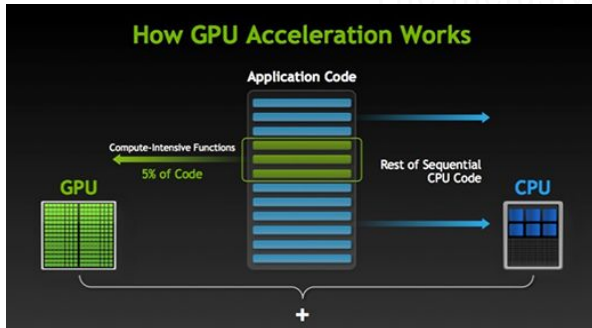 How GPU Acceleration Works
Application Code
Compute-Intensive Functions
5% of Code
GPU
Rest of Sequential
CPU Code
CPU
+